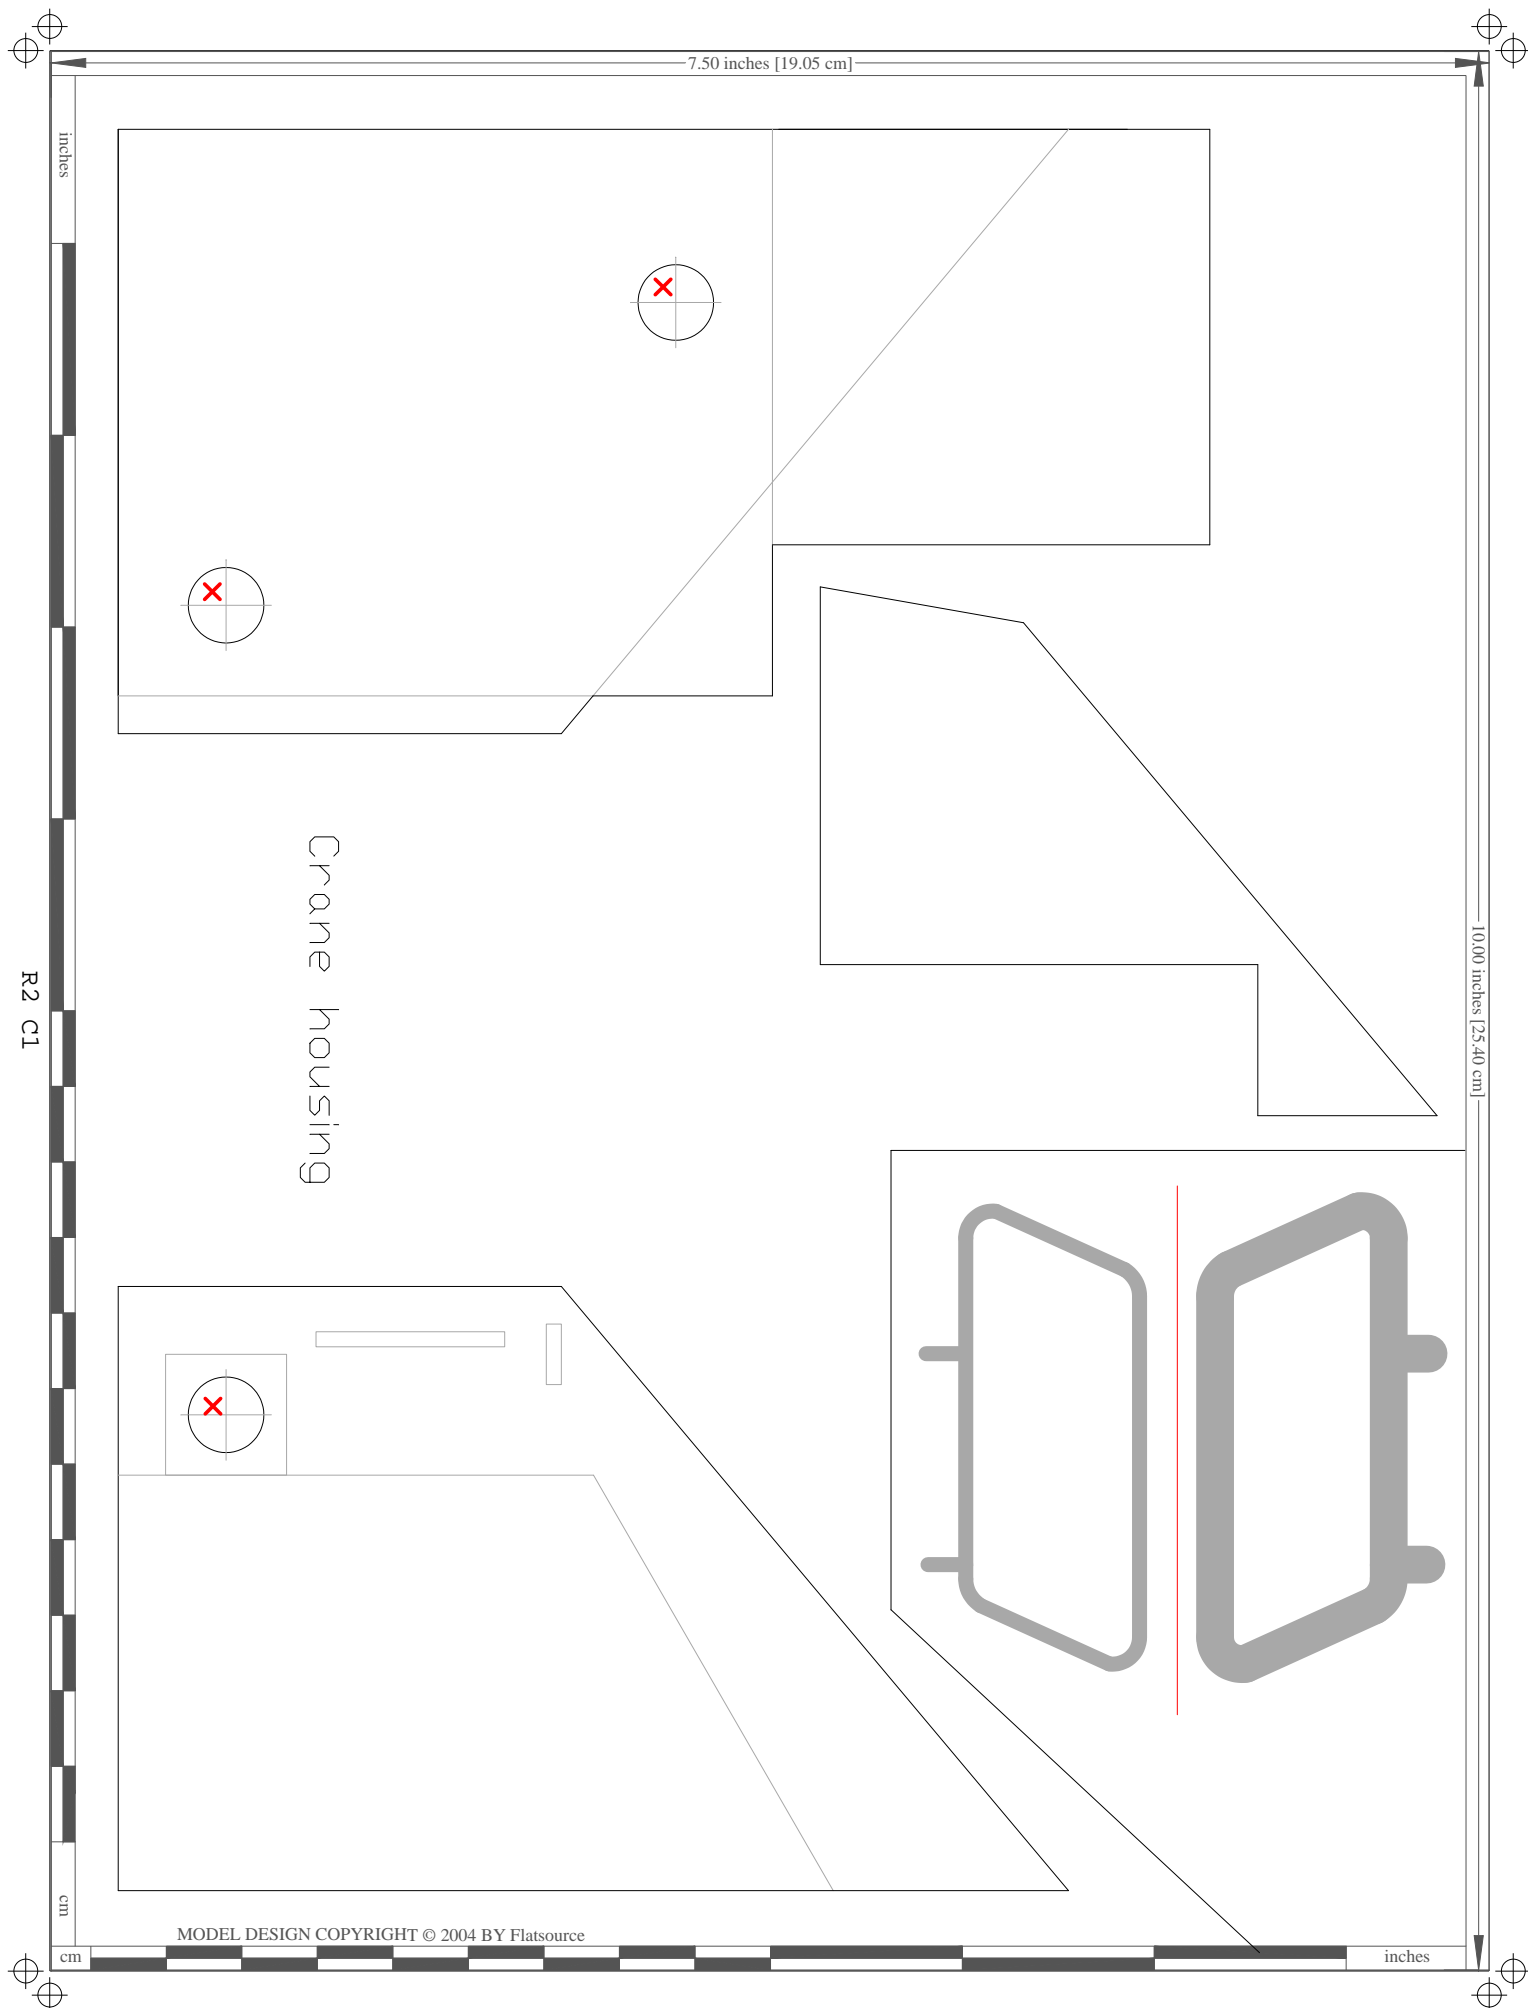 7.50 inches [19.05 cm]
inches
10.00 inches [25.40 cm]
Crane housing
R2 C1
cm
MODEL DESIGN COPYRIGHT © 2004 BY Flatsource
cm
inches